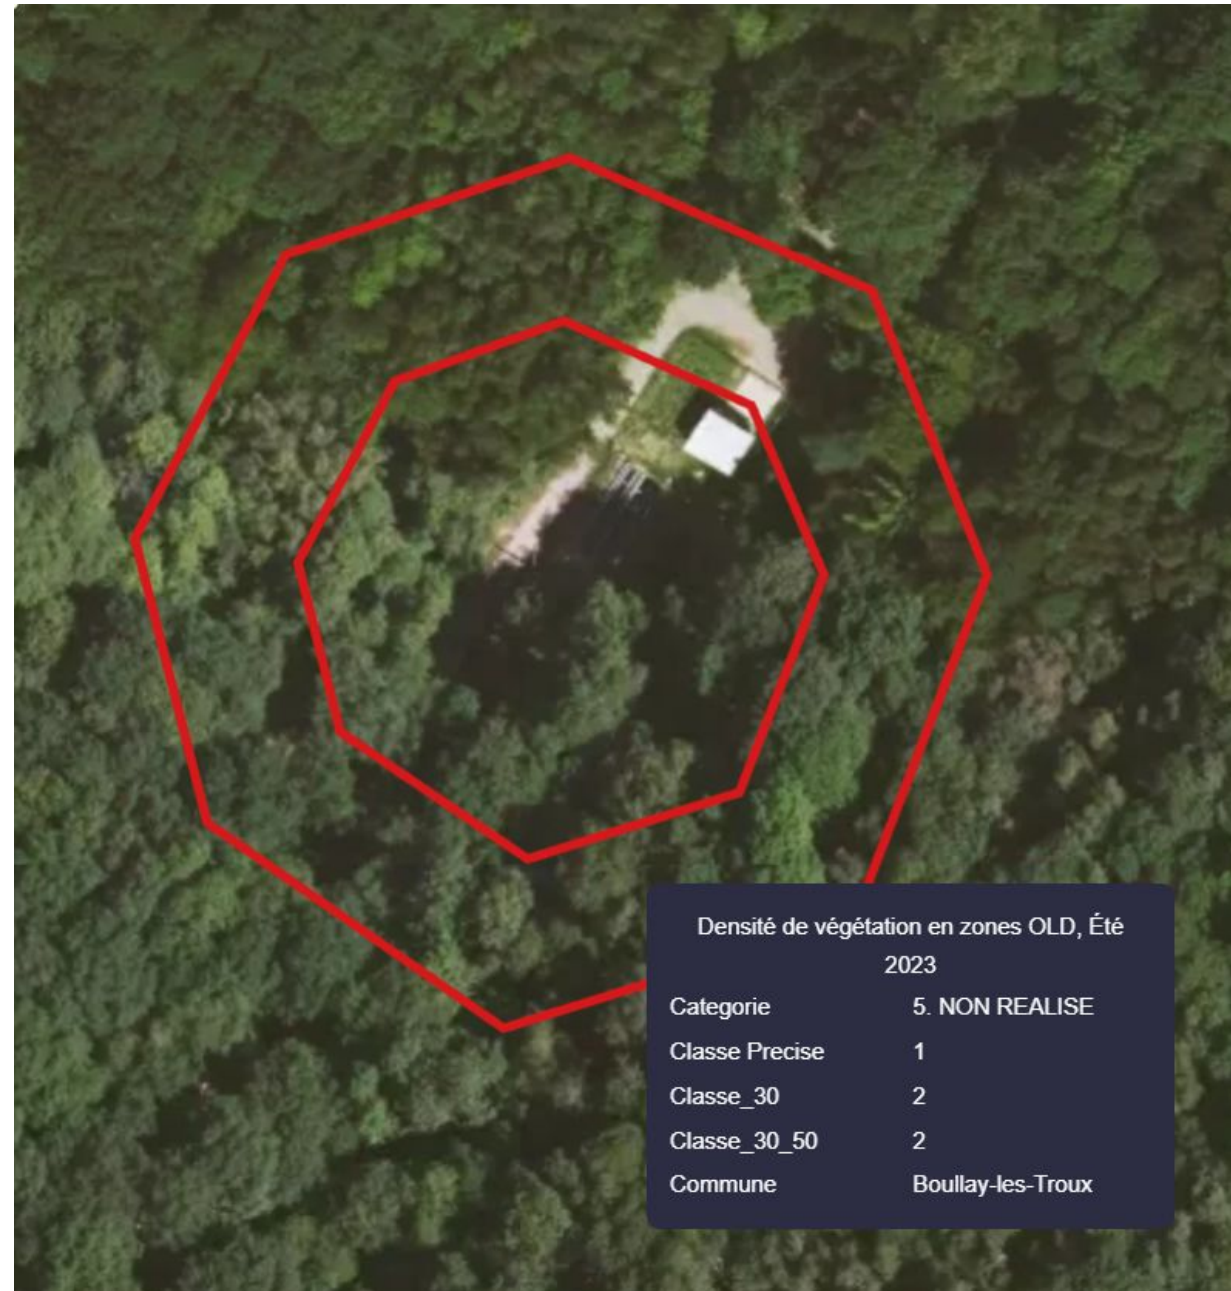 Densité de végétation en zones OLD, Été
2023
Categorie 5. NON REALISE
Classe Precise 1
Classe_30 2
Classe_30_50 2
Commune Boullay-les-Troux